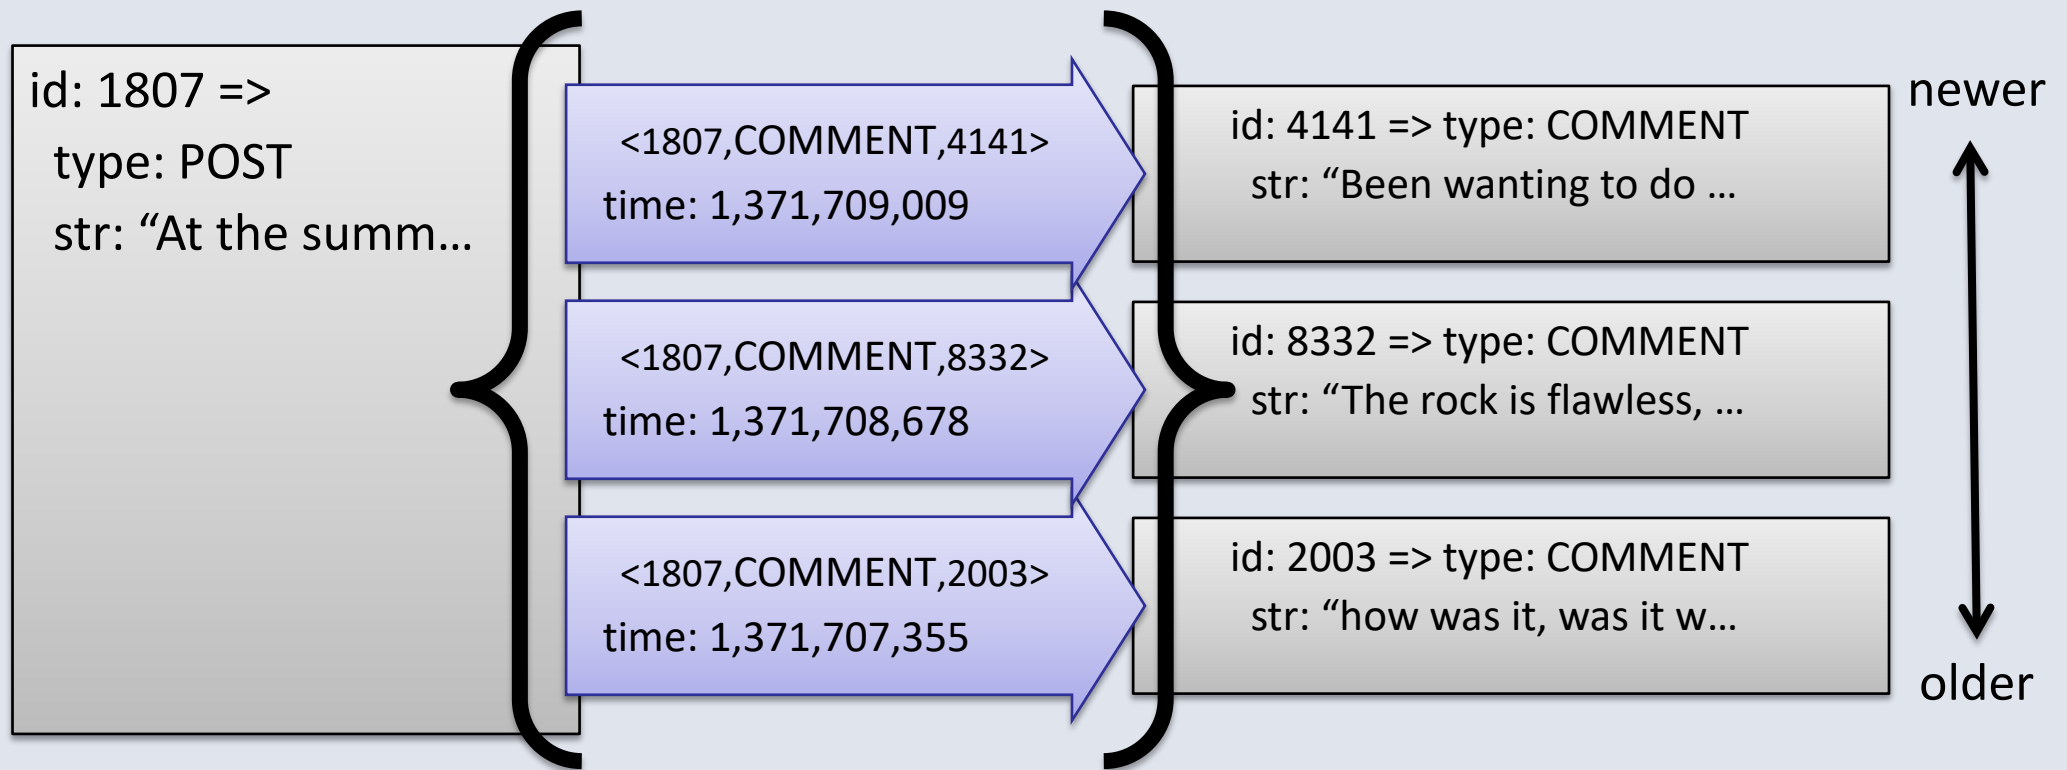 id: 1807 =>
type: POST
str: “At the summ…
<1807,COMMENT,4141>
time: 1,371,709,009
<1807,COMMENT,8332>
time: 1,371,708,678
<1807,COMMENT,2003>
time: 1,371,707,355
id: 4141 => type: COMMENT
str: “Been wanting to do …
id: 8332 => type: COMMENT
str: “The rock is flawless, …
id: 2003 => type: COMMENT
str: “how was it, was it w…
newer
older